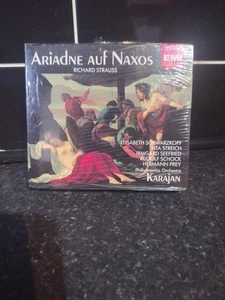 ARIADNE AUF NAXOS
RICHARD STRAUSS
EMI
ELISABETH SCHWARZKOPF
RITA STREICH
IRMGARD SEEFRIED
RUDOLF SCHOCK
HERMANN PREY
Philharmonia Orchestra
KARAJAN